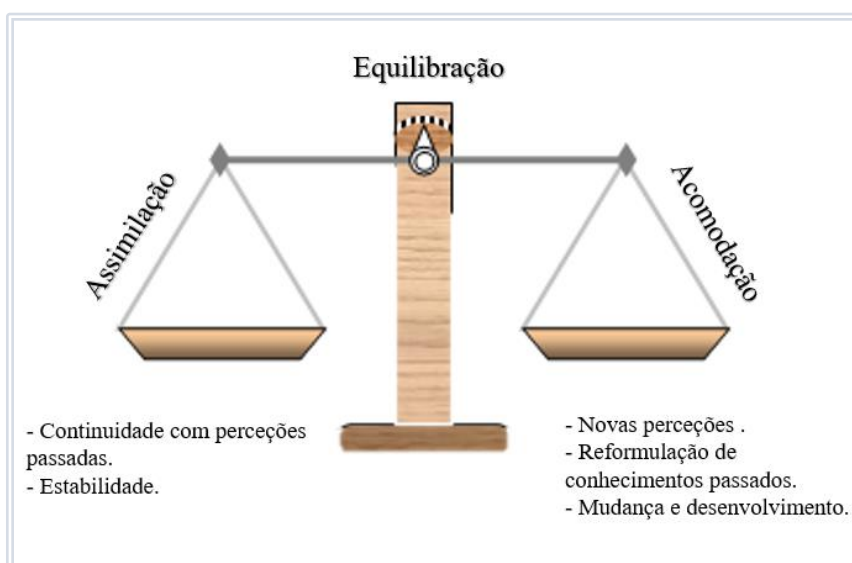 Equilibração
Assimilação
Acomodação
- Continuidade com perceções
passadas.
- Estabilidade.
- Novas perceções .
- Reformulação de
conhecimentos passados.
- Mudança e desenvolvimento.